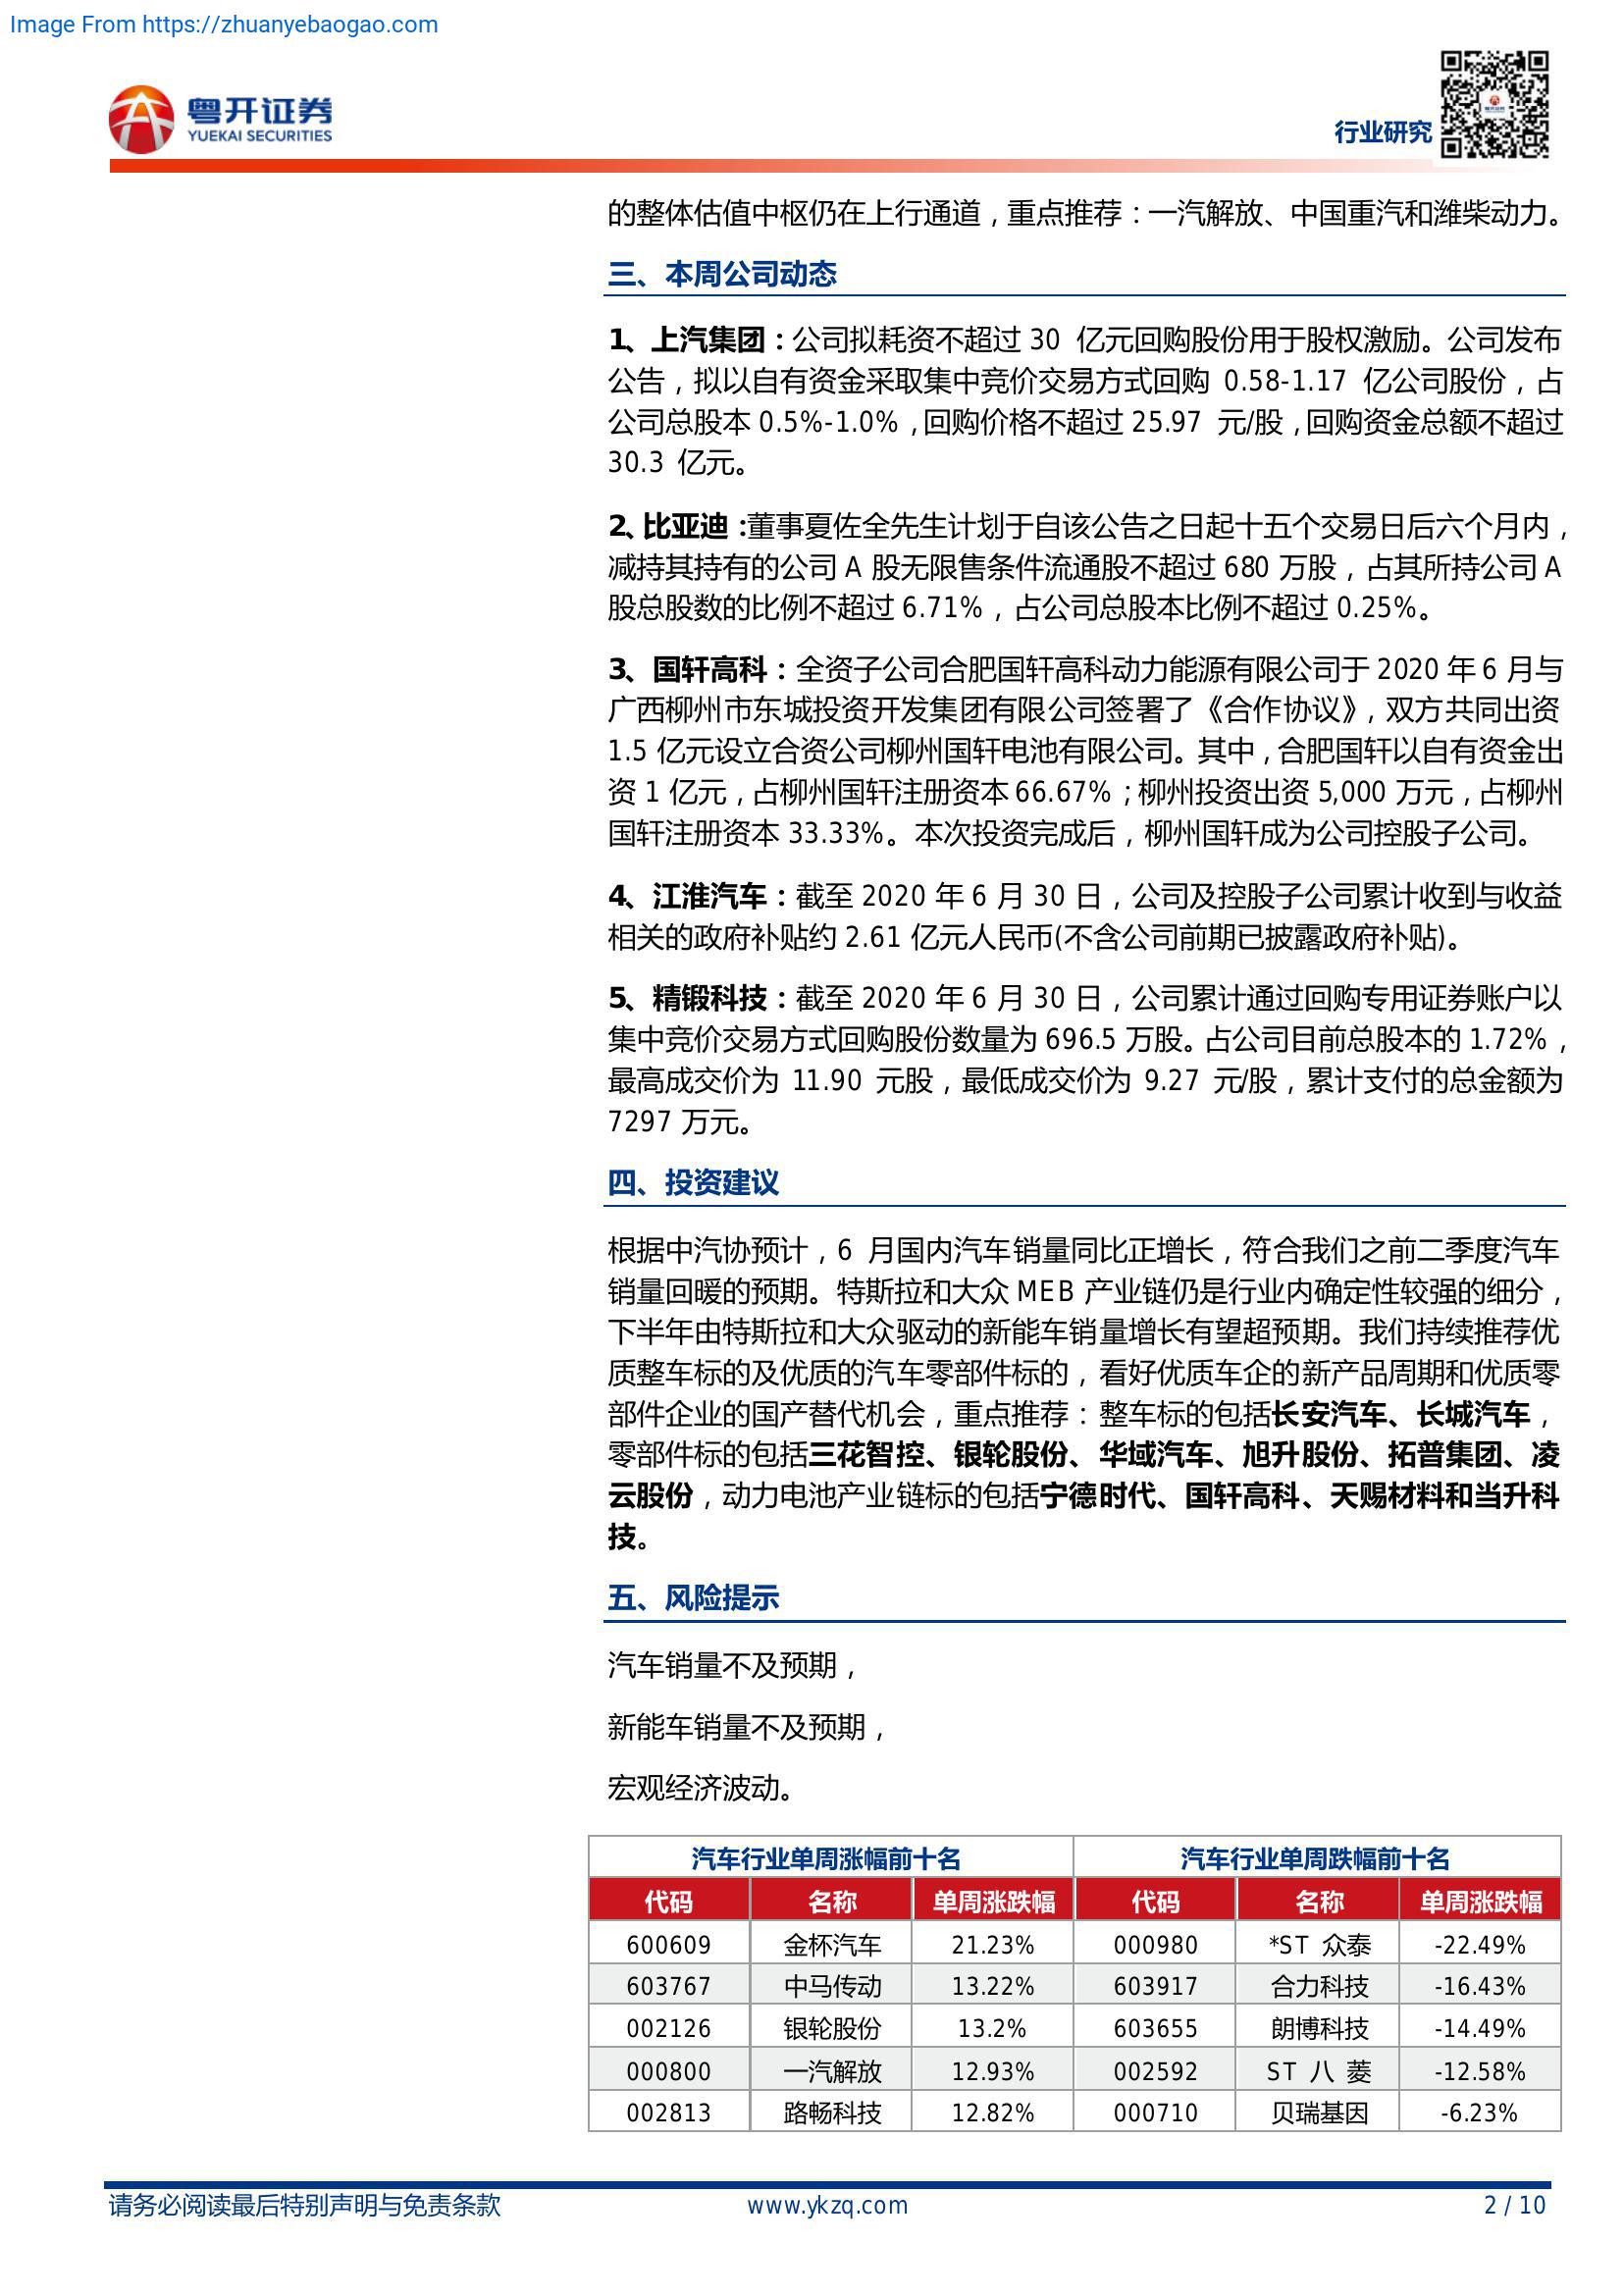 Image From https://zhuanyebaogao.com
粤开证券
YUEKAI SECURITIES
行业研究
的整体估值中枢仍在上行通道，重点推荐：一汽解放、中国重汽和潍柴动力。
三、本周公司动态
1、上汽集团：公司拟耗资不超过 30 亿元回购股份用于股权激励。公司发布
公告，拟以自有资金采取集中竞价交易方式回购 0.58-1.17 亿公司股份，占
公司总股本 0.5%-1.0%，回购价格不超过 25.97 元/股，回购资金总额不超过
30.3 亿元。
2、比亚迪：董事夏佐全先生计划于自该公告之日起十五个交易日后六个月内，
减持其持有的公司 A 股无限售条件流通股不超过 680 万股，占其所持公司 A
股总股数的比例不超过 6.71%，占公司总股本比例不超过 0.25%。
3、国轩高科：全资子公司合肥国轩高科动力能源有限公司于 2020 年 6 月与
广西柳州市东城投资开发集团有限公司签署了《合作协议》，双方共同出资
1.5 亿元设立合资公司柳州国轩电池有限公司。其中，合肥国轩以自有资金出
资 1 亿元，占柳州国轩注册资本 66.67%；柳州投资出资 5,000 万元，占柳州
国轩注册资本 33.33%。本次投资完成后，柳州国轩成为公司控股子公司。
4、江淮汽车：截至 2020 年 6 月 30 日，公司及控股子公司累计收到与收益
相关的政府补贴约 2.61 亿元人民币(不含公司前期已披露政府补贴)。
5、精锻科技：截至 2020 年 6 月 30 日，公司累计通过回购专用证券账户以
集中竞价交易方式回购股份数量为 696.5 万股。占公司目前总股本的 1.72%，
最高成交价为 11.90 元股，最低成交价为 9.27 元/股，累计支付的总金额为
7297 万元。
四、投资建议
根据中汽协预计，6 月国内汽车销量同比正增长，符合我们之前二季度汽车
销量回暖的预期。特斯拉和大众 MEB 产业链仍是行业内确定性较强的细分，
下半年由特斯拉和大众驱动的新能车销量增长有望超预期。我们持续推荐优
质整车标的及优质的汽车零部件标的，看好优质车企的新产品周期和优质零
部件企业的国产替代机会，重点推荐：整车标的包括长安汽车、长城汽车，
零部件标的包括三花智控、银轮股份、华域汽车、旭升股份、拓普集团、凌
云股份，动力电池产业链标的包括宁德时代、国轩高科、天赐材料和当升科
技。
五、风险提示
汽车销量不及预期，
新能车销量不及预期，
宏观经济波动。
汽车行业单周涨幅前十名 汽车行业单周跌幅前十名
代码 名称 单周涨跌幅 代码 名称 单周涨跌幅
600609 金杯汽车 21.23% 000980 *ST 众泰 -22.49%
603767 中马传动 13.22% 603917 合力科技 -16.43%
002126 银轮股份 13.2% 603655 朗博科技 -14.49%
000800 一汽解放 12.93% 002592 ST 八 菱 -12.58%
002813 路畅科技 12.82% 000710 贝瑞基因 -6.23%
请务必阅读最后特别声明与免责条款 www.ykzq.com 2 / 10